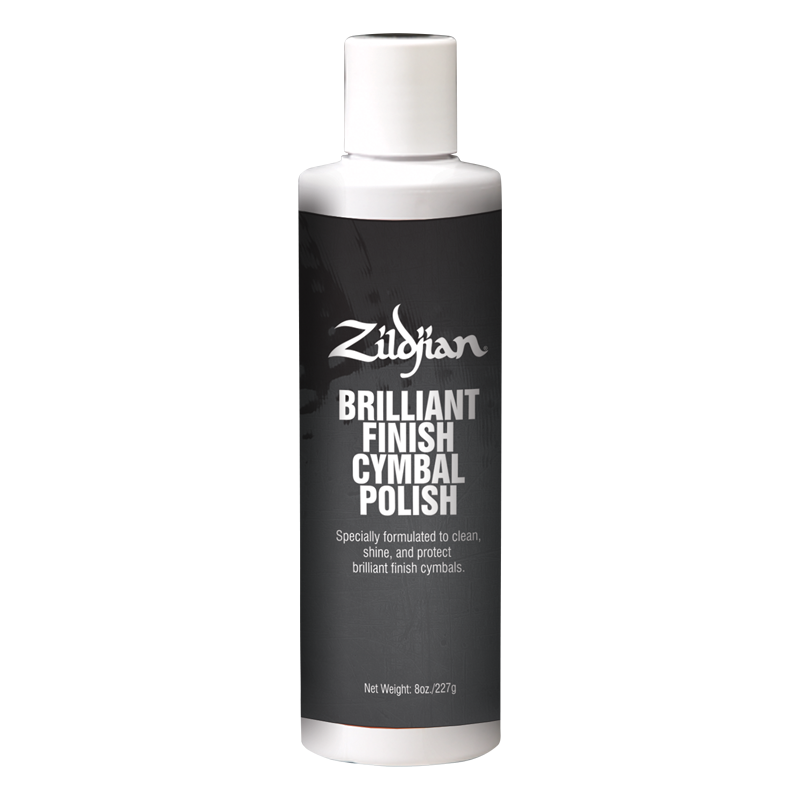 Zildjian
BRILLIANT
FINISH
CYMBAL
POLISH
Specially formulated to clean,
shine, and protect
brilliant finish cymbals.
Net Weight: 8oz./227g